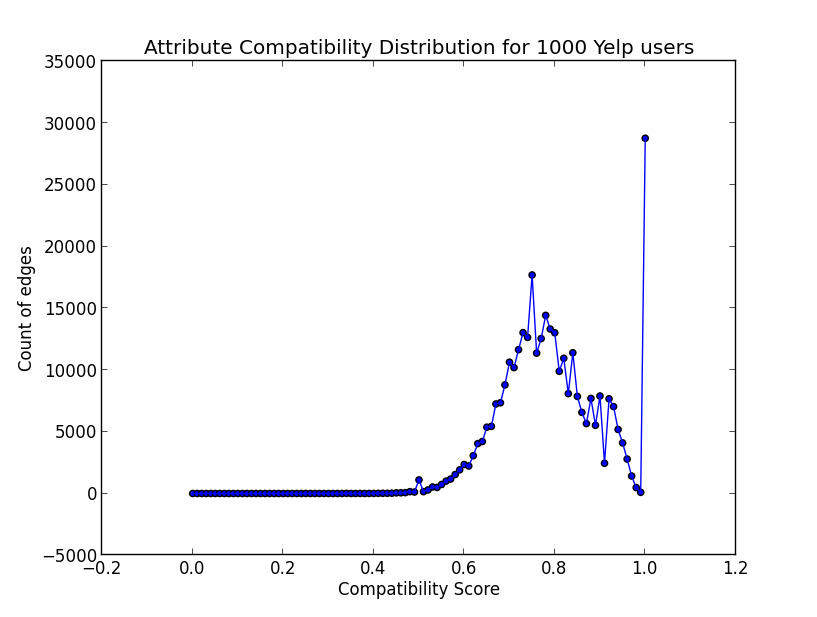 Attribute Compatibility Distribution for 1000 Yelp users
35000
30000
25000
20000
15000
10000
5000
0
−5000
Count of edges
−0.2 0.0 0.2 0.4 0.6 0.8 1.0 1.2
Compatibility Score